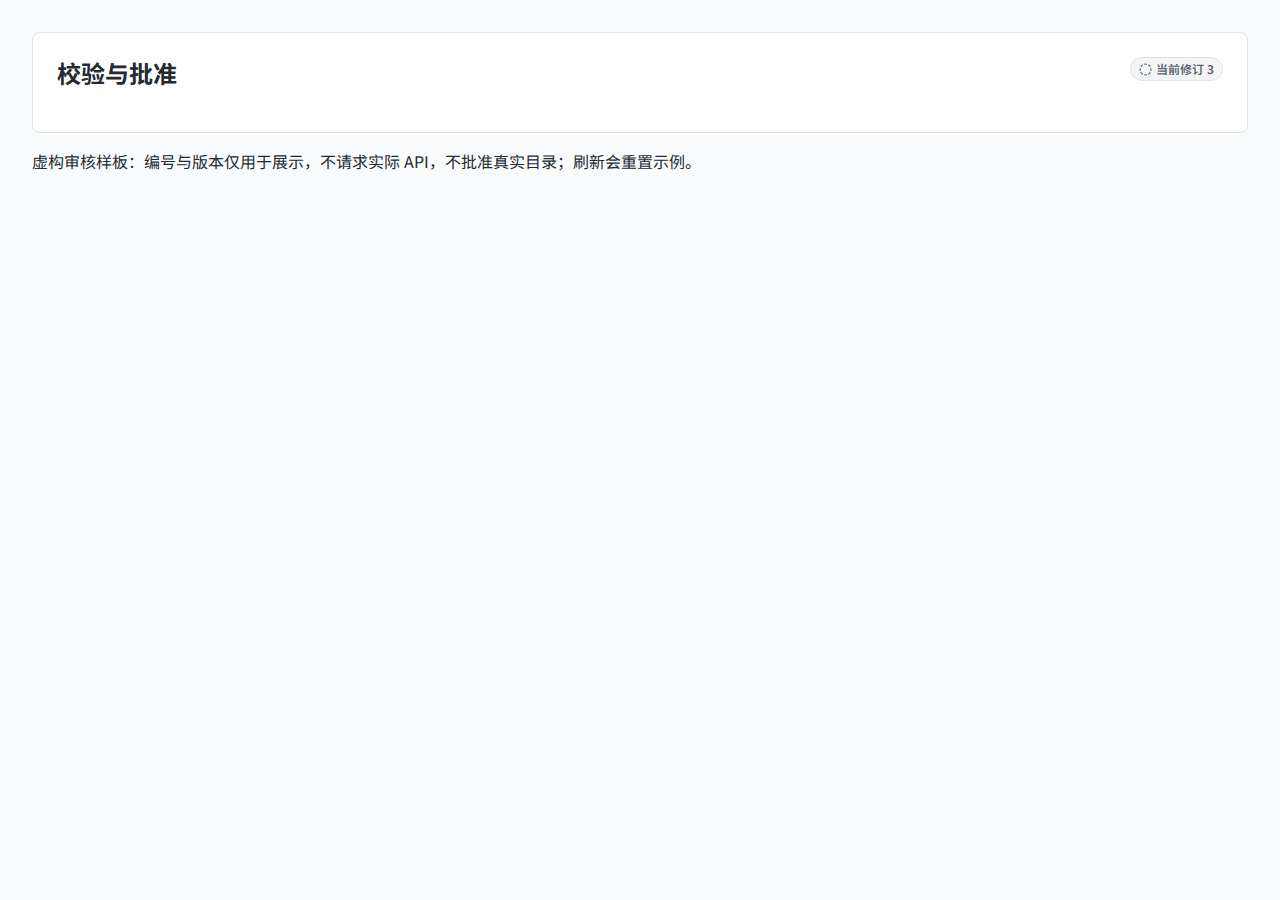 校验与批准
当前修订 3
虚构审核样板：编号与版本仅用于展示，不请求实际 API，不批准真实目录；刷新会重置示例。